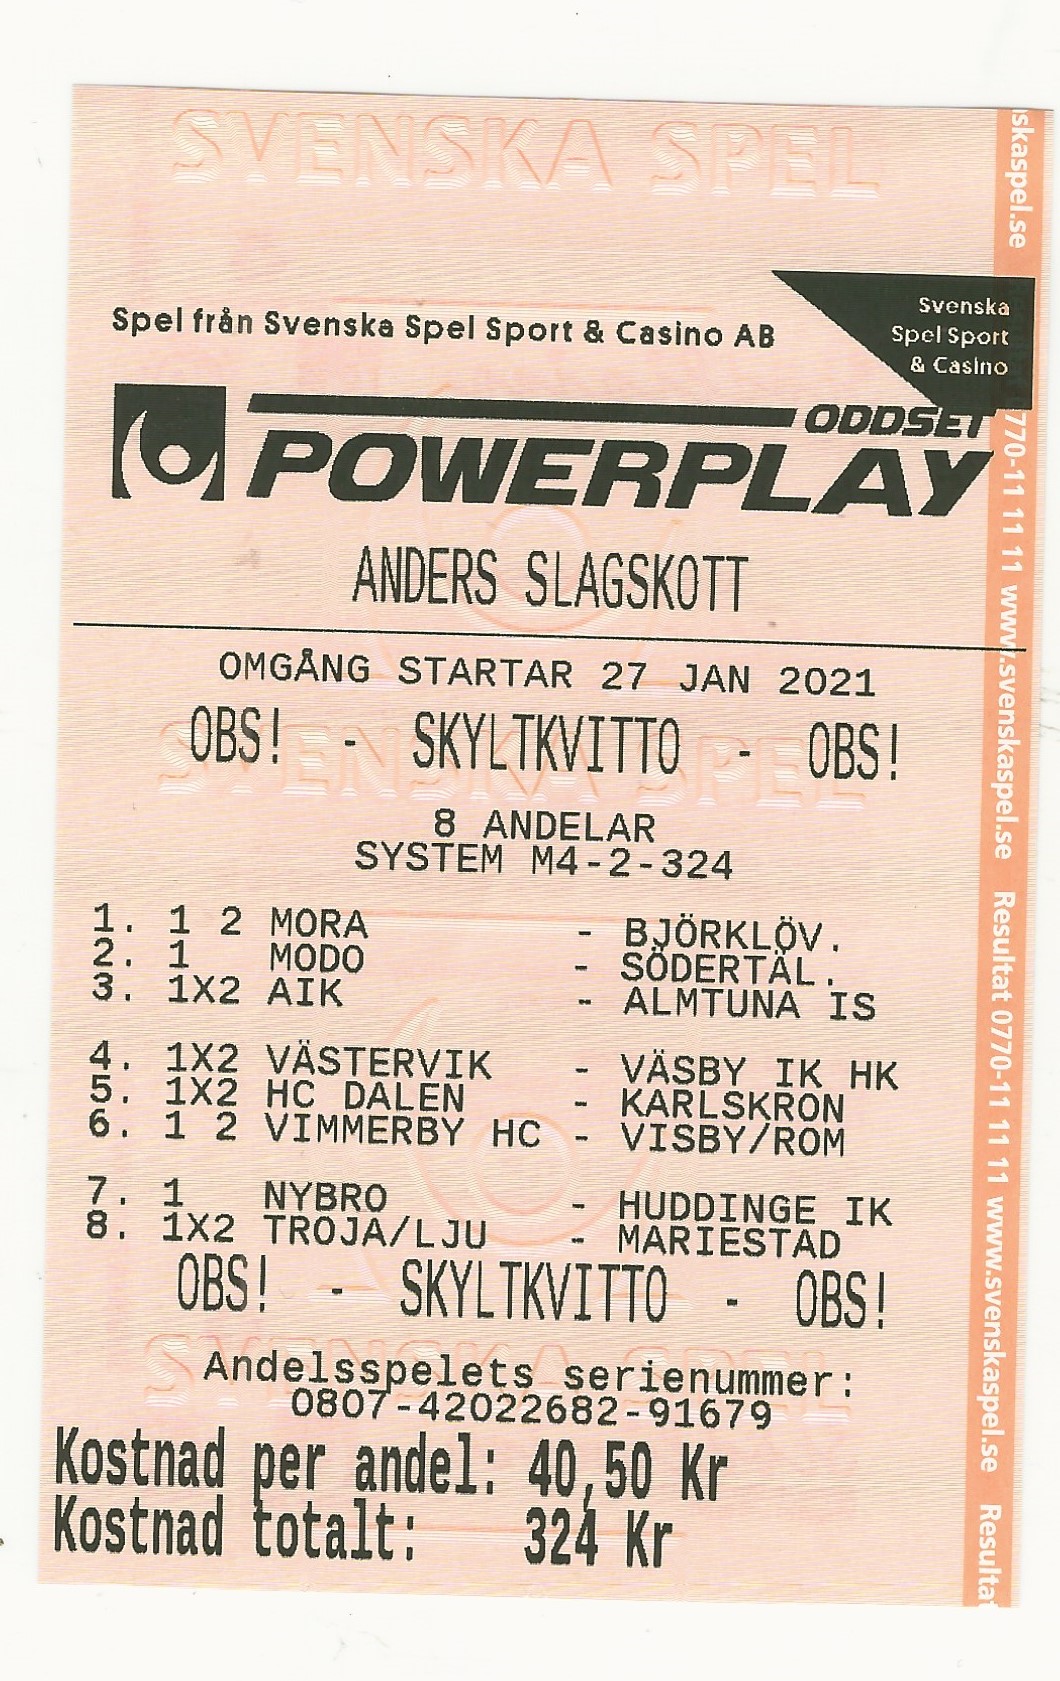 SVENSKA SPEL
Spel från Svenska Spel Sport & Casino AB
Svenska
Spel Sport
& Casino
ODDSET
POWERPLAY
ANDERS SLAGSKOTT
OMGÅNG STARTAR 27 JAN 2021
OBS! - SKYLTKVITTO - OBS!
SVENSKA SPEL
8 ANDELAR
SYSTEM M4-2-324
1. 1 2 MORA - BJÖRKLÖV.
2. 1 MODO - SÖDERTÄL.
3. 1X2 AIK - ALMTUNA IS
4. 1X2 VÄSTERVIK - VÄSBY IK HK
5. 1X2 HC DALEN - KARLSKRON
6. 1 2 VIMMERBY HC - VISBY/ROM
7. 1 NYBRO - HUDDINGE IK
8. 1X2 TROJA/LJU - MARIESTAD
OBS! - SKYLTKVITTO - OBS!
SVENSKA SPEL
Andelsspelets serienummer:
0807-42022682-91679
Kostnad per andel: 40,50 Kr
Kostnad totalt: 324 Kr
skaspel.se 770-11 11 11 www.svenskaspel.se Resultat 0770-11 11 11 www.svenskaspel.se Resultat